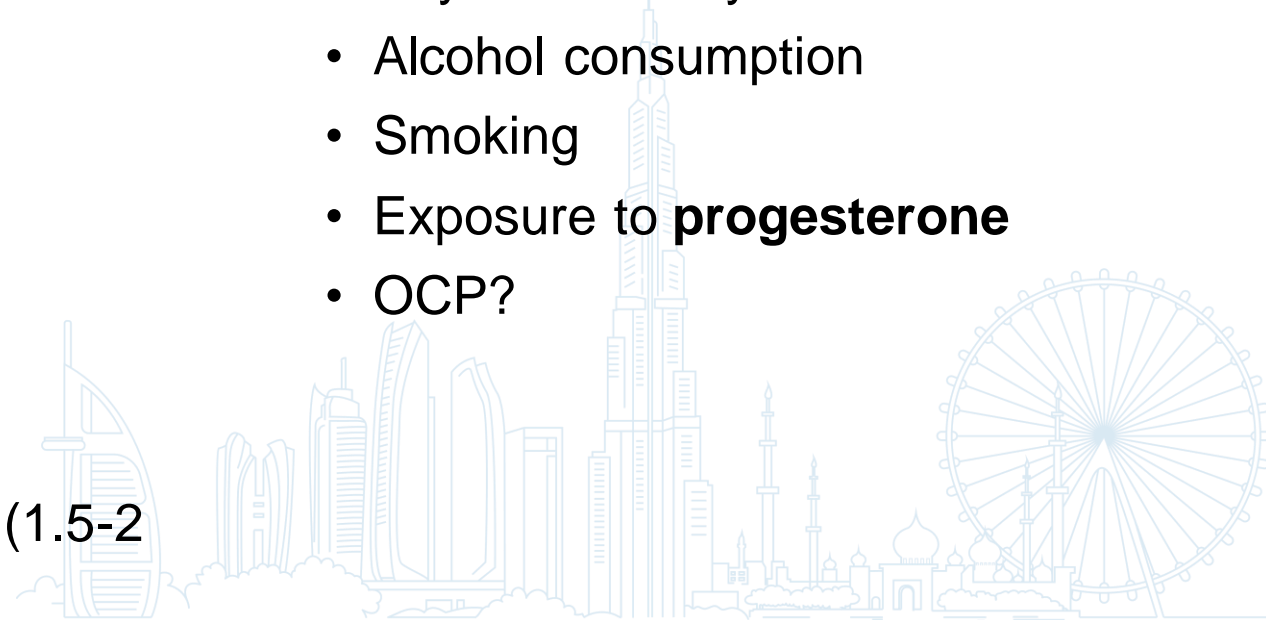 • Alcohol consumption
• Smoking
• Exposure to progesterone
• OCP?
(1.5-2